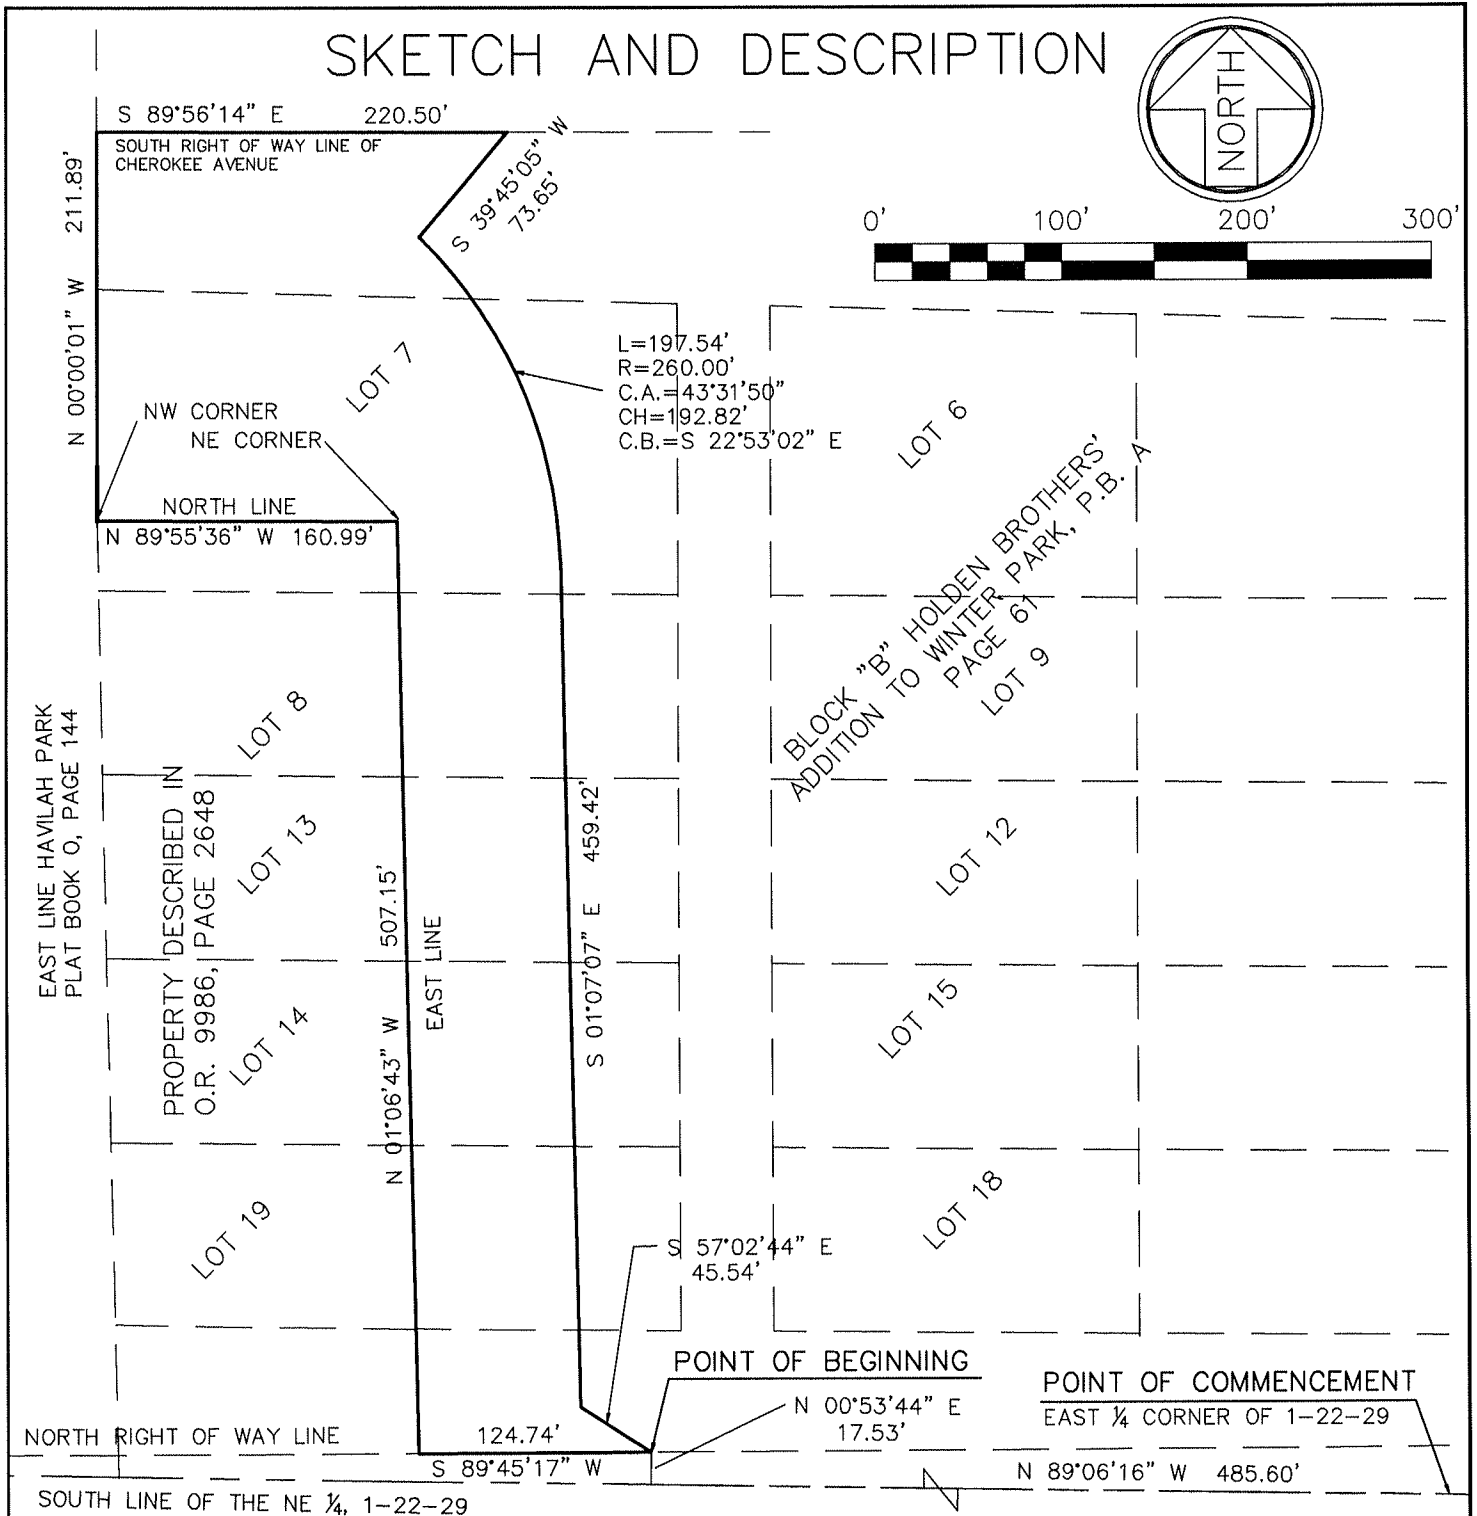 SKETCH AND DESCRIPTION
NORTH
S 89°56'14" E 220.50'
SOUTH RIGHT OF WAY LINE OF
CHEROKEE AVENUE
S 39°45'05" W
73.65'
0' 100' 200' 300'
N 00°00'01" W 211.89'
L=197.54'
R=260.00'
C.A.=43°31'50"
CH=192.82'
C.B.=S 22°53'02" E
LOT 7
LOT 6
NW CORNER
NE CORNER
NORTH LINE
N 89°55'36" W 160.99'
BLOCK "B" HOLDEN BROTHERS'
ADDITION TO WINTER PARK, P.B. A
PAGE 61
LOT 9
EAST LINE HAVILAH PARK
PLAT BOOK O, PAGE 144
LOT 8
PROPERTY DESCRIBED IN
O.R. 9986, PAGE 2648
LOT 13
LOT 12
N 01°06'43" W 507.15'
EAST LINE
S 01°07'07" E 459.42'
LOT 14
LOT 15
LOT 19
LOT 18
S 57°02'44" E
45.54'
POINT OF BEGINNING
N 00°53'44" E
17.53'
POINT OF COMMENCEMENT
EAST ¼ CORNER OF 1-22-29
NORTH RIGHT OF WAY LINE
124.74'
S 89°45'17" W
N 89°06'16" W 485.60'
SOUTH LINE OF THE NE ¼, 1-22-29